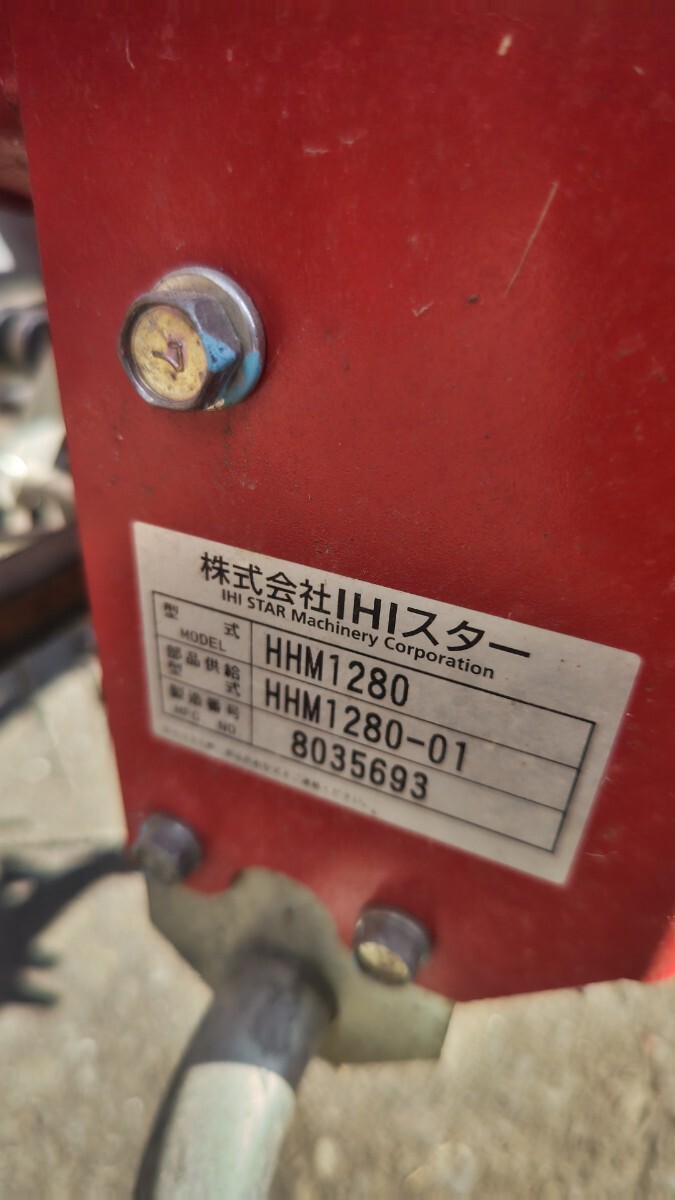 株式会社IHIスター
IHI STAR Machinery Corporation
型 式
MODEL
HHM1280
部品供給
型 式
HHM1280-01
製造番号
MFG NO
8035693